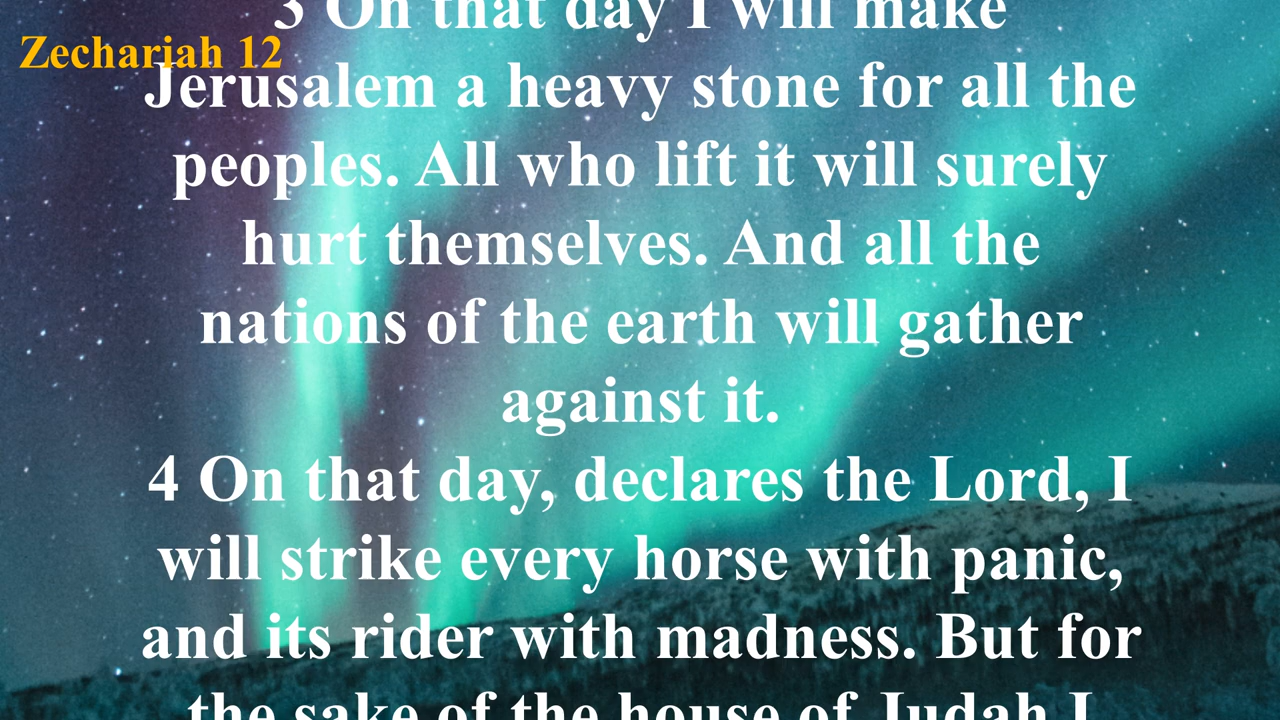 3 On that day I will make
Zechariah 12
Jerusalem a heavy stone for all the
peoples. All who lift it will surely
hurt themselves. And all the
nations of the earth will gather
against it.
4 On that day, declares the Lord, I
will strike every horse with panic,
and its rider with madness. But for
the sake of the house of Judah I